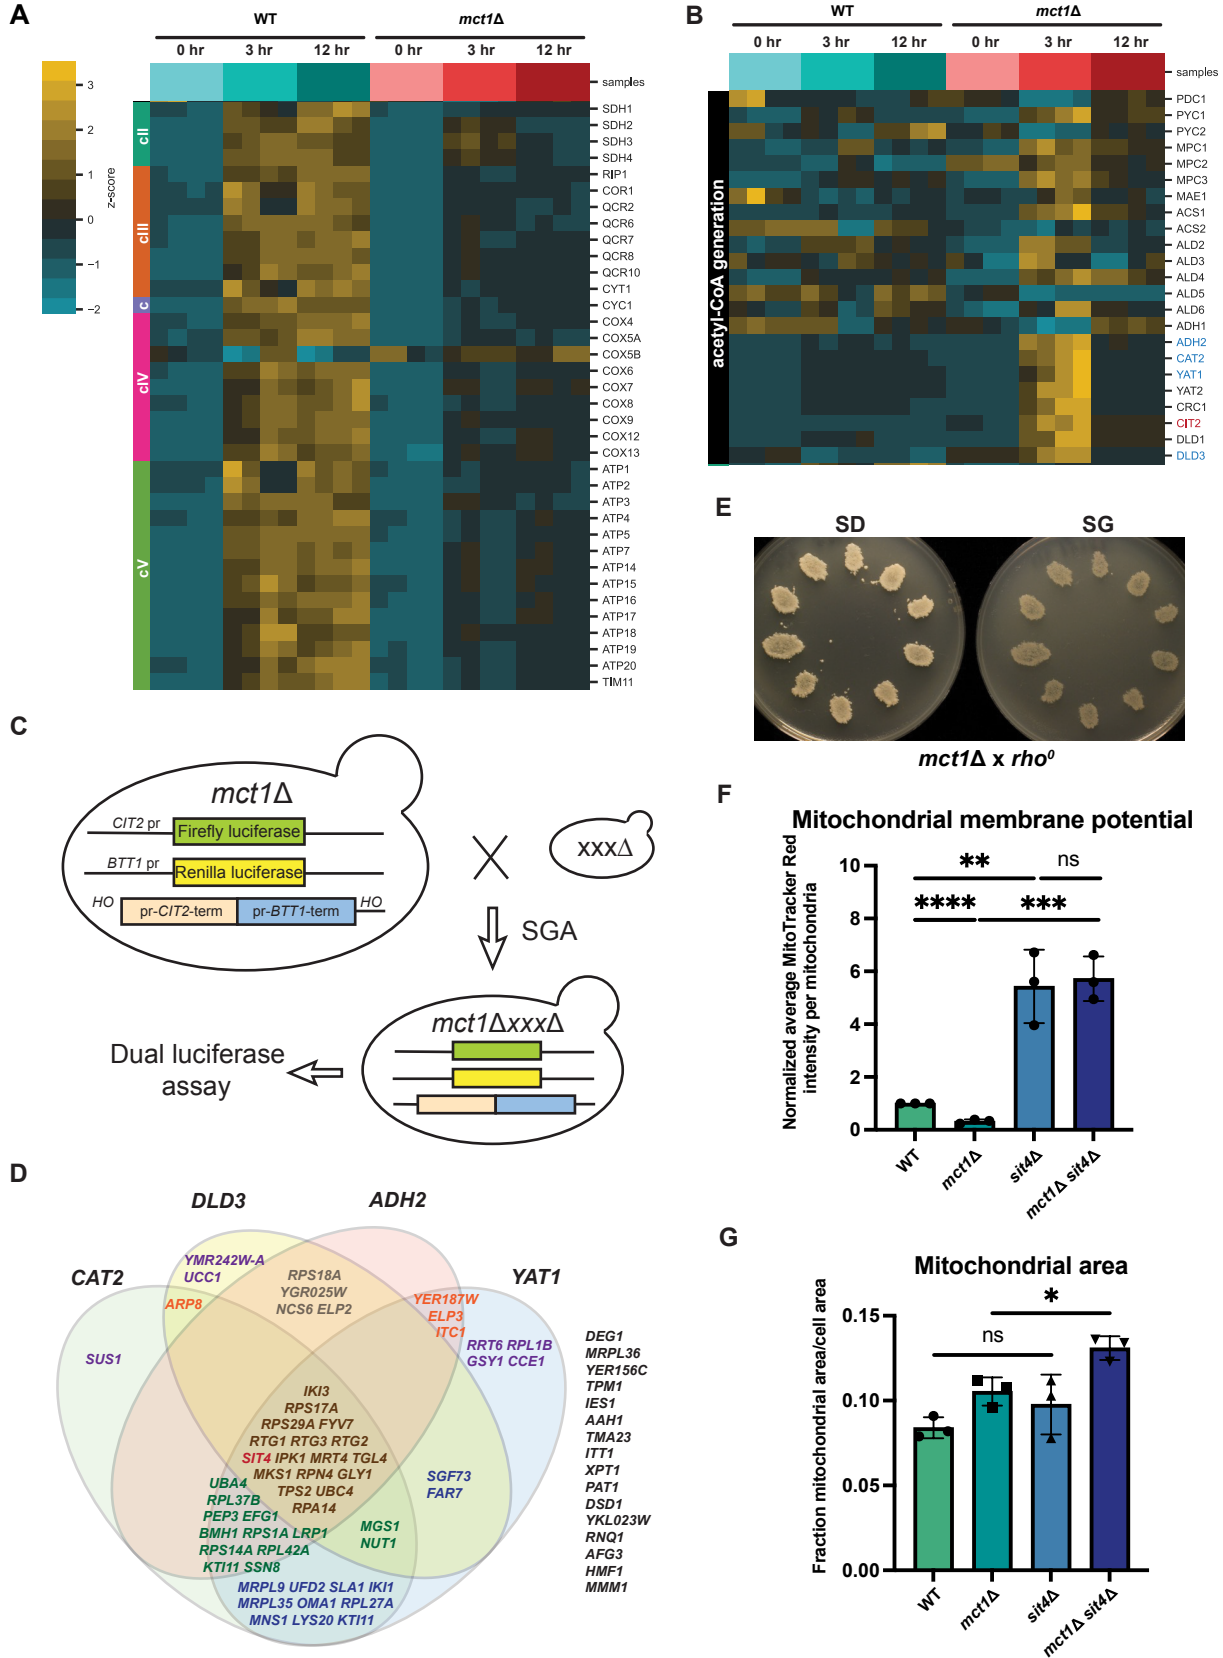 A
WT
mct1Δ
0 hr
3 hr
12 hr
0 hr
3 hr
12 hr
3
2
1
0
−1
−2
z-score
samples
cII
cIII
c
cIV
cV
SDH1
SDH2
SDH3
SDH4
RIP1
COR1
QCR2
QCR6
QCR7
QCR8
QCR10
CYT1
CYC1
COX4
COX5A
COX5B
COX6
COX7
COX8
COX9
COX12
COX13
ATP1
ATP2
ATP3
ATP4
ATP5
ATP7
ATP14
ATP15
ATP16
ATP17
ATP18
ATP19
ATP20
TIM11
B
WT
mct1Δ
0 hr
3 hr
12 hr
0 hr
3 hr
12 hr
samples
acetyl-CoA generation
PDC1
PYC1
PYC2
MPC1
MPC2
MPC3
MAE1
ACS1
ACS2
ALD2
ALD3
ALD4
ALD5
ALD6
ADH1
ADH2
CAT2
YAT1
YAT2
CRC1
CIT2
DLD1
DLD3
C
mct1Δ
CIT2 pr
Firefly luciferase
BTT1 pr
Renilla luciferase
HO
pr-CIT2-term
pr-BTT1-term
HO
xxxΔ
SGA
mct1Δxxx∆
Dual luciferase
assay
D
DLD3
ADH2
CAT2
YAT1
YMR242W-A
UCC1
ARP8
RPS18A
YGR025W
NCS6 ELP2
YER187W
ELP3
ITC1
RRT6 RPL1B
GSY1 CCE1
SUS1
IKI3
RPS17A
RPS29A FYV7
RTG1 RTG3 RTG2
SIT4 IPK1 MRT4 TGL4
MKS1 RPN4 GLY1
TPS2 UBC4
RPA14
UBA4
RPL37B
PEP3 EFG1
BMH1 RPS1A LRP1
RPS14A RPL42A
KTI11 SSN8
SGF73
FAR7
MGS1
NUT1
MRPL9 UFD2 SLA1 IKI1
MRPL35 OMA1 RPL27A
MNS1 LYS20 KTI11
DEG1
MRPL36
YER156C
TPM1
IES1
AAH1
TMA23
ITT1
XPT1
PAT1
DSD1
YKL023W
RNQ1
AFG3
HMF1
MMM1
E
SD
SG
mct1Δ x rho⁰
F
Mitochondrial membrane potential
Normalized average MitoTracker Red
intensity per mitochondria
10
8
6
4
2
0
**
ns
****
***
WT
mct1Δ
sit4Δ
mct1Δ sit4Δ
G
Mitochondrial area
Fraction mitochondrial area/cell area
0.15
0.10
0.05
0.00
ns
*
WT
mct1Δ
sit4Δ
mct1Δ sit4Δ